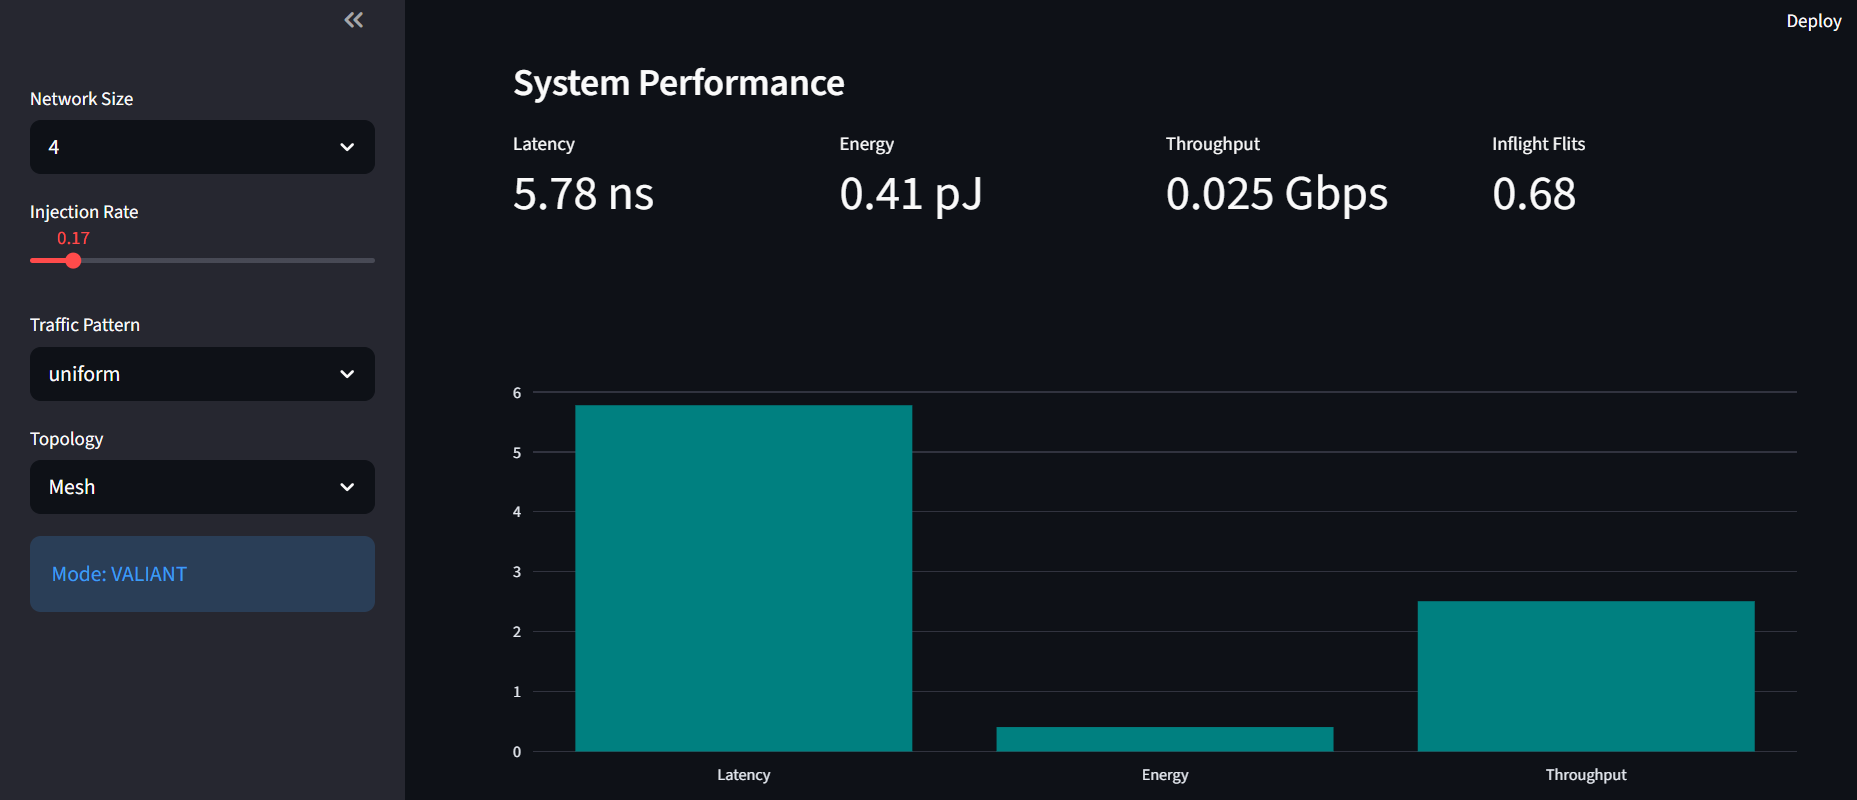 Deploy
Network Size
4
Injection Rate
0.17
Traffic Pattern
uniform
Topology
Mesh
Mode: VALIANT
System Performance
Latency
5.78 ns
Energy
0.41 pJ
Throughput
0.025 Gbps
Inflight Flits
0.68
6
5
4
3
2
1
0
Latency
Energy
Throughput